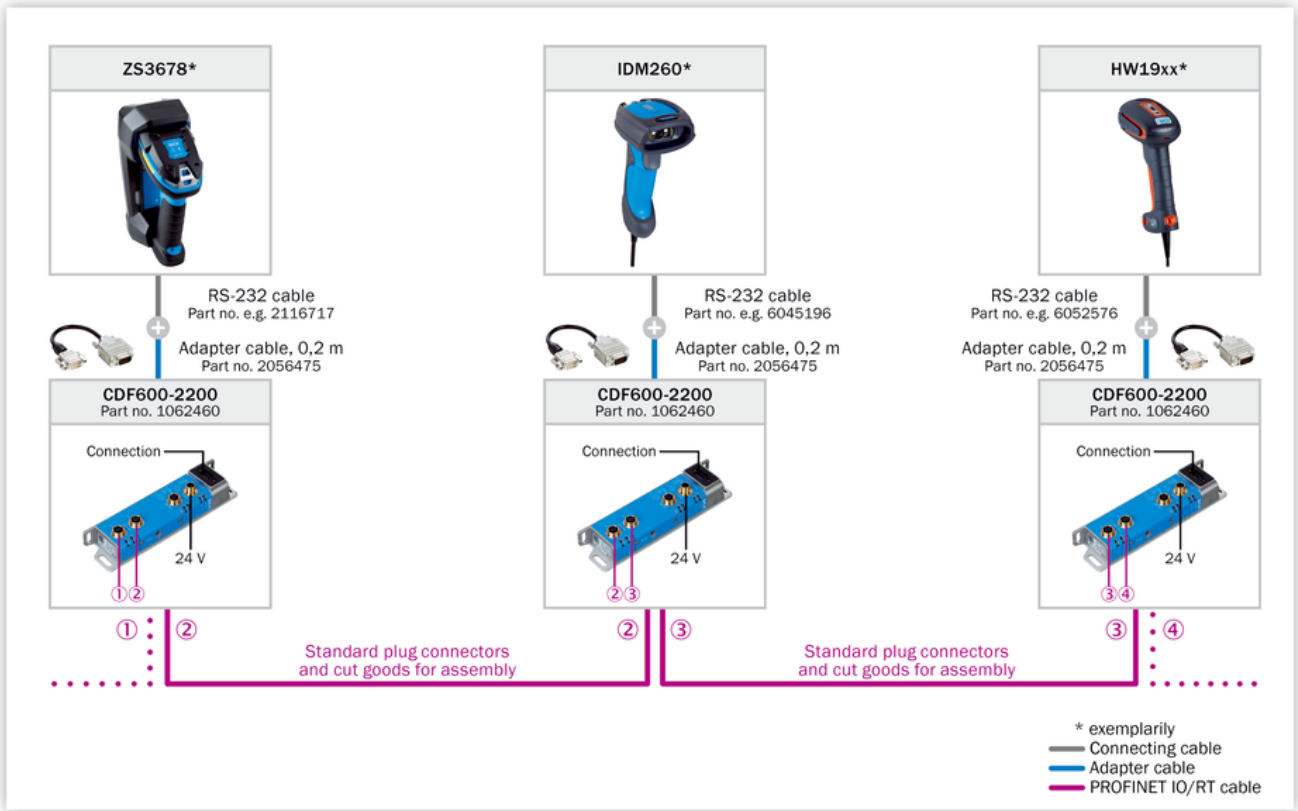 ZS3678*
IDM260*
HW19xx*
RS-232 cable
Part no. e.g. 2116717
Adapter cable, 0,2 m
Part no. 2056475
RS-232 cable
Part no. e.g. 6045196
Adapter cable, 0,2 m
Part no. 2056475
RS-232 cable
Part no. e.g. 6052576
Adapter cable, 0,2 m
Part no. 2056475
CDF600-2200
Part no. 1062460
Connection
24 V
①②
CDF600-2200
Part no. 1062460
Connection
24 V
②③
CDF600-2200
Part no. 1062460
Connection
24 V
③④
① ②
② ③
③ ④
Standard plug connectors
and cut goods for assembly
Standard plug connectors
and cut goods for assembly
* exemplarily
Connecting cable
Adapter cable
PROFINET IO/RT cable